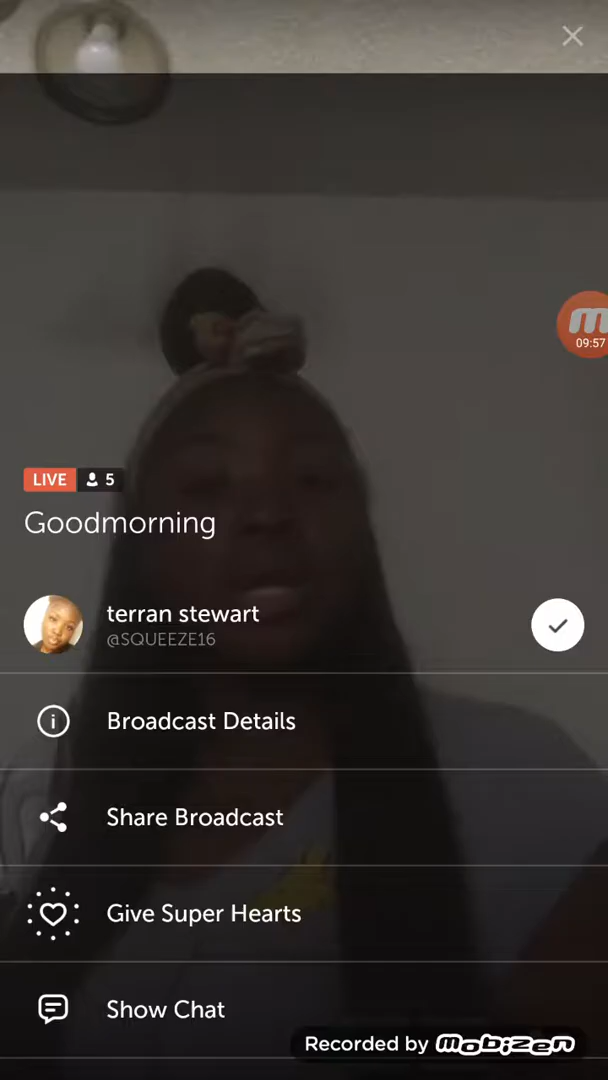 09:57
LIVE 5
Goodmorning
terran stewart
@SQUEEZE16
Broadcast Details
Share Broadcast
Give Super Hearts
Show Chat
Recorded by mobizen